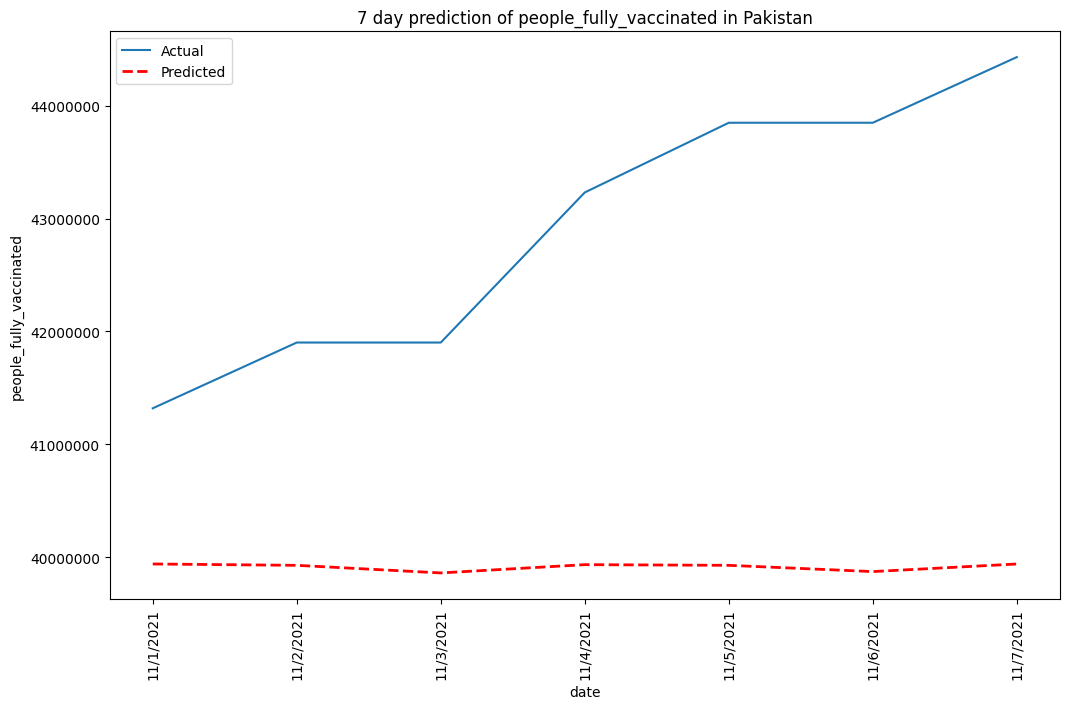 7 day prediction of people_fully_vaccinated in Pakistan
Actual
Predicted
44000000
43000000
42000000
41000000
40000000
people_fully_vaccinated
11/1/2021
11/2/2021
11/3/2021
11/4/2021
11/5/2021
11/6/2021
11/7/2021
date